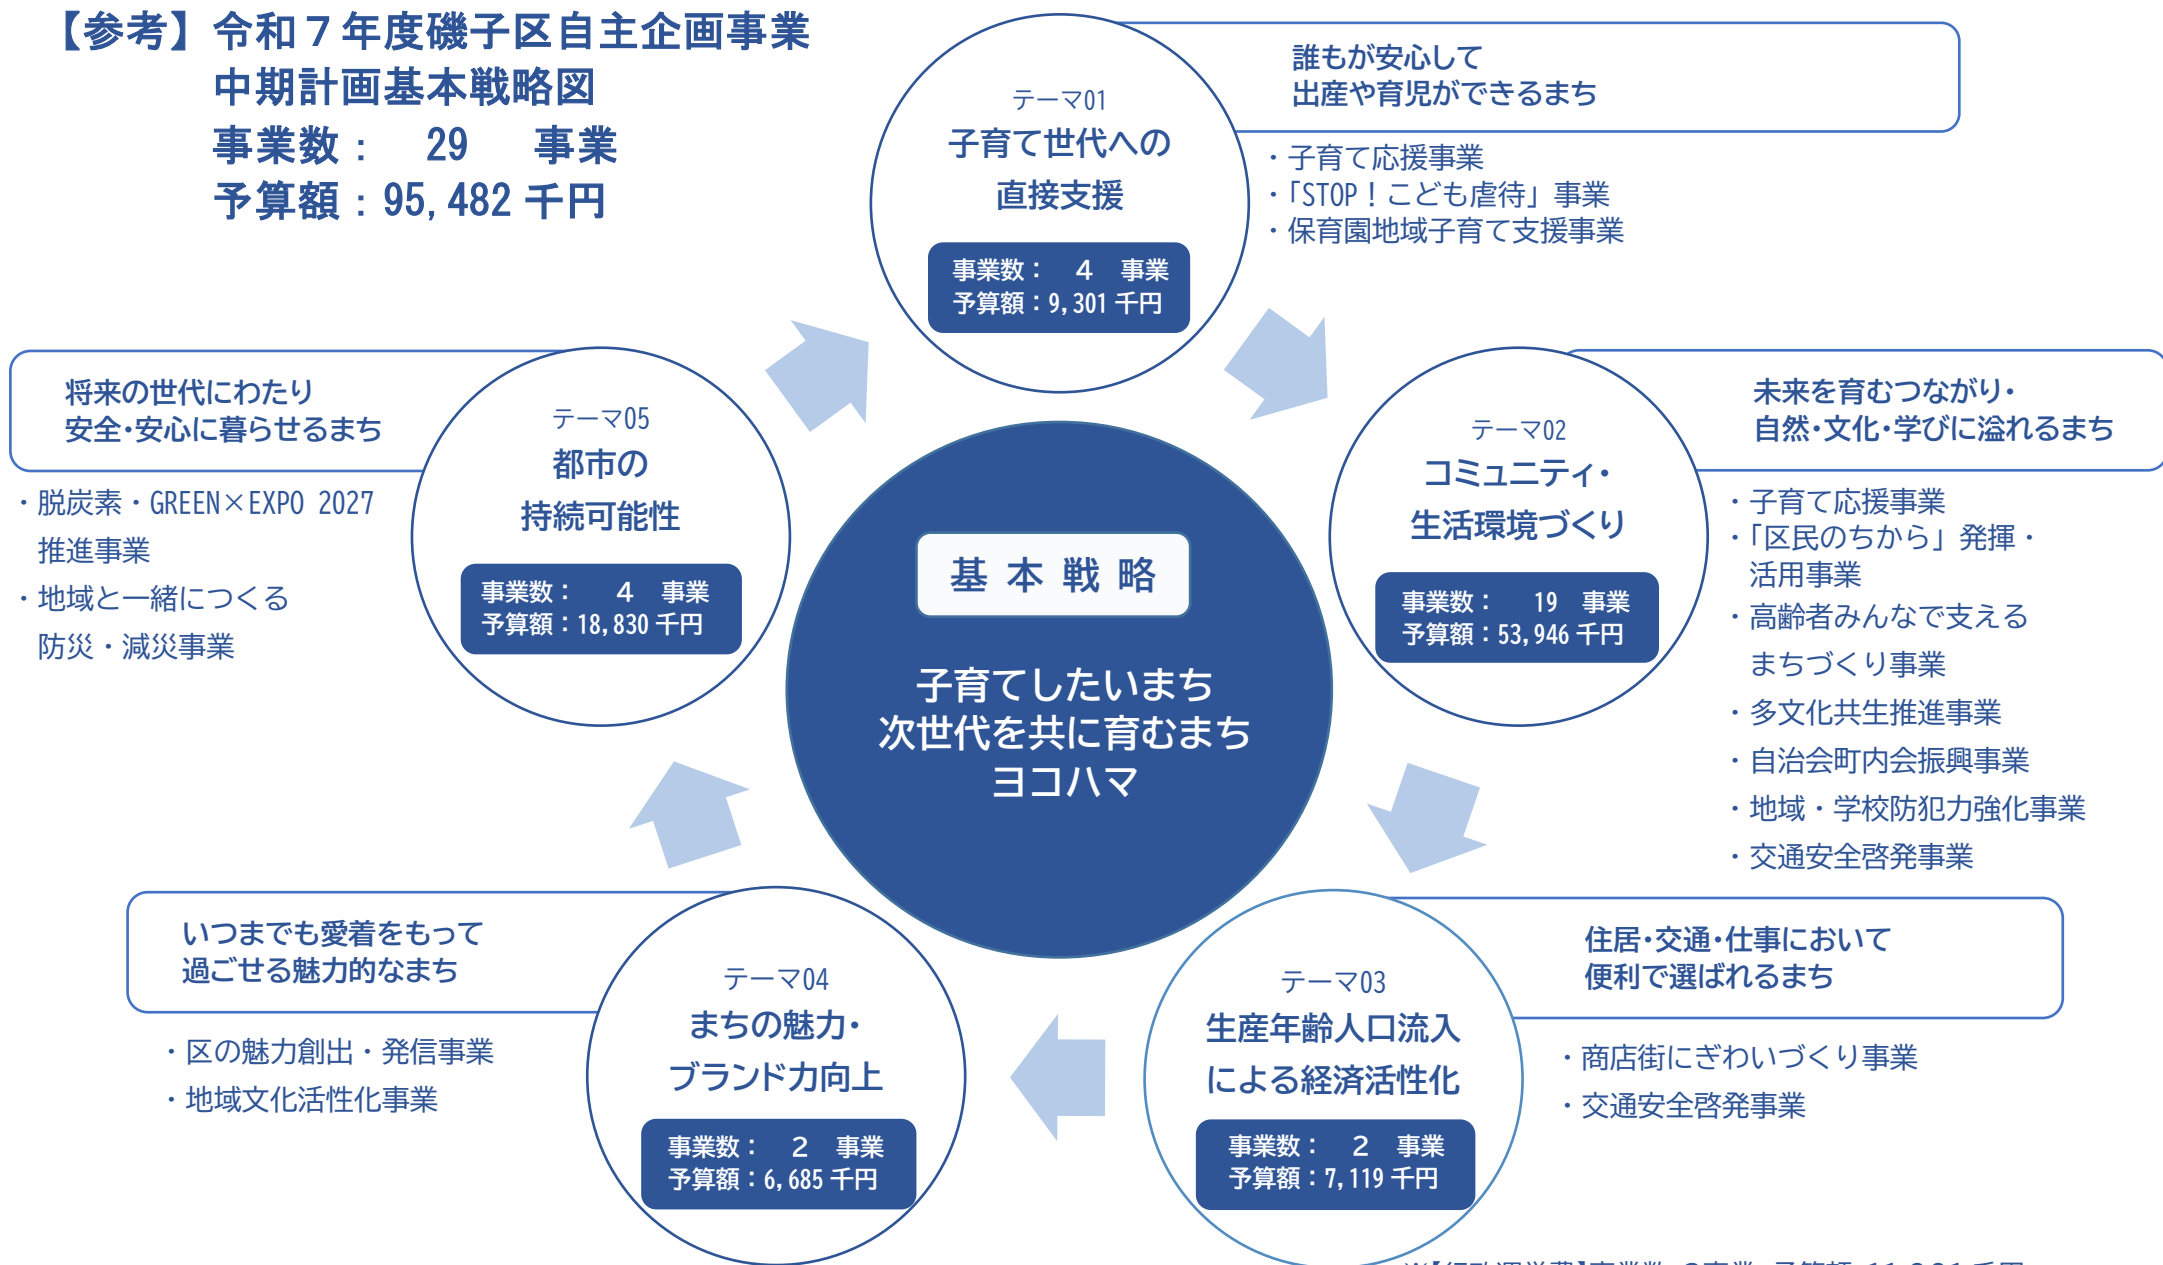 【参考】令和７年度磯子区自主企画事業
中期計画基本戦略図
事業数： 29 事業
予算額：95,482 千円
テーマ01
子育て世代への
直接支援
事業数： ４ 事業
予算額：9,301 千円
誰もが安心して
出産や育児ができるまち
・子育て応援事業
・「STOP！こども虐待」事業
・保育園地域子育て支援事業
テーマ02
コミュニティ・
生活環境づくり
事業数： 19 事業
予算額：53,946 千円
未来を育むつながり・
自然・文化・学びに溢れるまち
・子育て応援事業
・「区民のちから」発揮・
活用事業
・高齢者みんなで支える
まちづくり事業
・多文化共生推進事業
・自治会町内会振興事業
・地域・学校防犯力強化事業
・交通安全啓発事業
テーマ03
生産年齢人口流入
による経済活性化
事業数： ２ 事業
予算額：7,119 千円
住居・交通・仕事において
便利で選ばれるまち
・商店街にぎわいづくり事業
・交通安全啓発事業
テーマ04
まちの魅力・
ブランド力向上
事業数： ２ 事業
予算額：6,685 千円
いつまでも愛着をもって
過ごせる魅力的なまち
・区の魅力創出・発信事業
・地域文化活性化事業
テーマ05
都市の
持続可能性
事業数： ４ 事業
予算額：18,830 千円
将来の世代にわたり
安全・安心に暮らせるまち
・脱炭素・GREEN×EXPO 2027
推進事業
・地域と一緒につくる
防災・減災事業
基本戦略
子育てしたいまち
次世代を共に育むまち
ヨコハマ